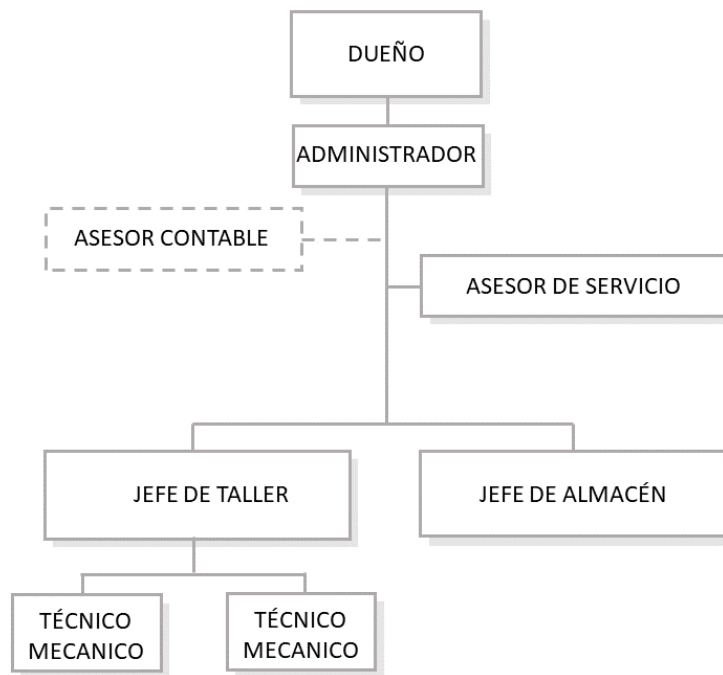 DUEÑO
ADMINISTRADOR
ASESOR CONTABLE
ASESOR DE SERVICIO
JEFE DE TALLER
JEFE DE ALMACÉN
TÉCNICO
MECANICO
TÉCNICO
MECANICO